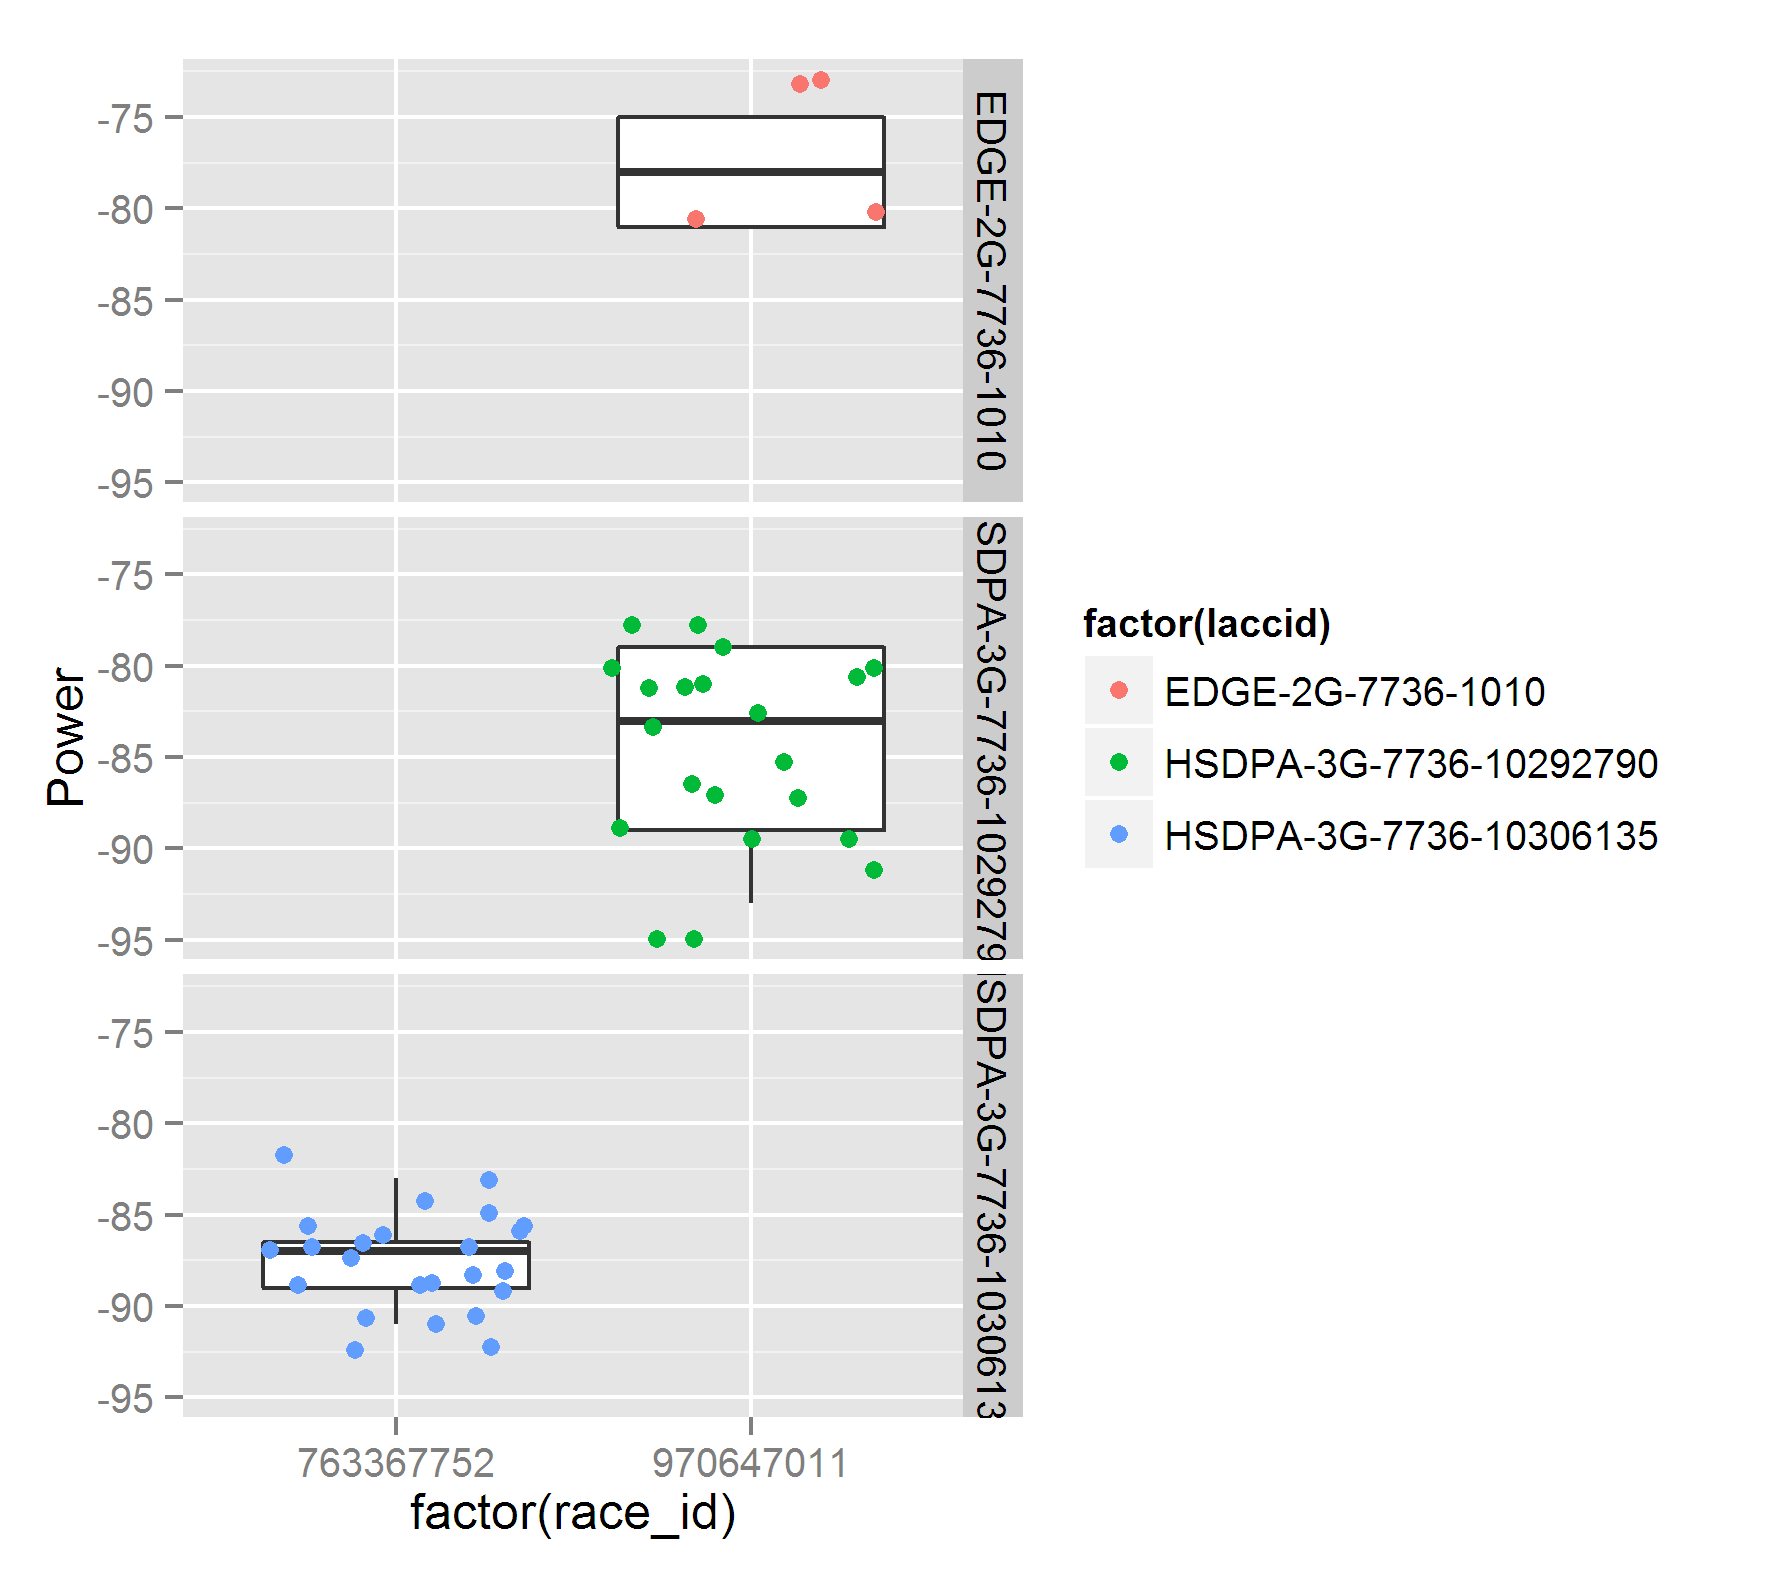 -75
-80
-85
-90
-95
EDGE-2G-7736-1010
-75
-80
-85
-90
-95
SDPA-3G-7736-1029279
-75
-80
-85
-90
-95
SDPA-3G-7736-1030613
763367752
970647011
factor(race_id)
Power
factor(laccid)
EDGE-2G-7736-1010
HSDPA-3G-7736-10292790
HSDPA-3G-7736-10306135